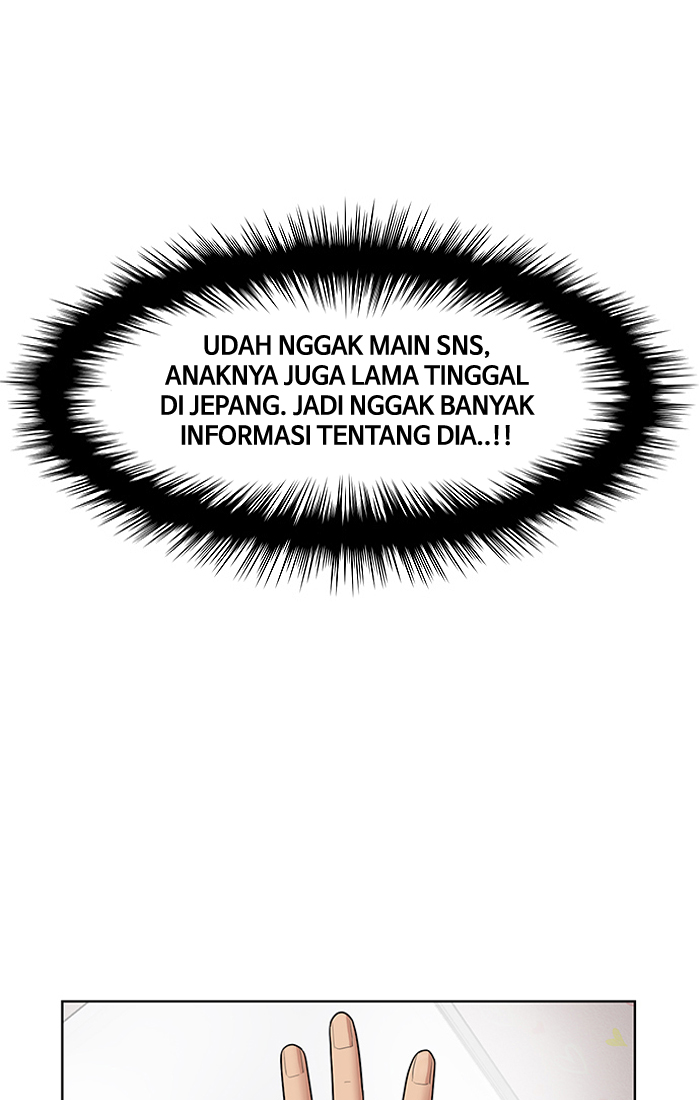 UDAH NGGAK MAIN SNS,
ANAKNYA JUGA LAMA TINGGAL
DI JEPANG. JADI NGGAK BANYAK
INFORMASI TENTANG DIA..!!